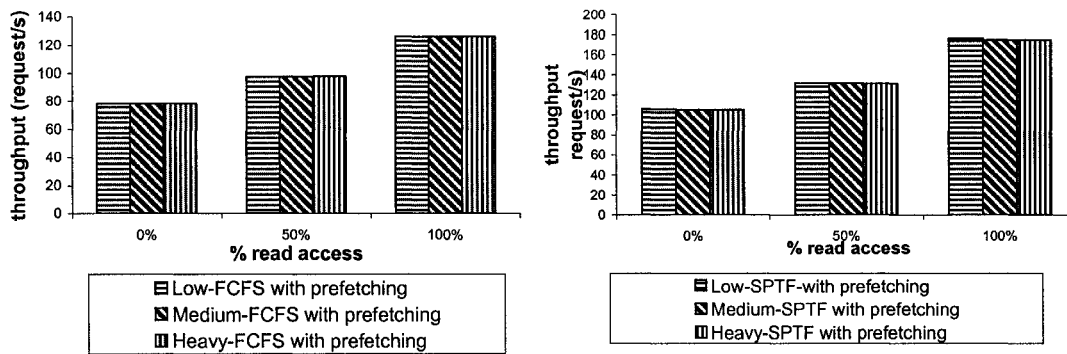 throughput (request/s)
140
120
100
80
60
40
20
0
0%
50%
100%
% read access
Low-FCFS with prefetching
Medium-FCFS with prefetching
Heavy-FCFS with prefetching
throughput
request/s)
200
180
160
140
120
100
80
60
40
20
0
0%
50%
100%
% read access
Low-SPTF-with prefetching
Medium-SPTF with prefetching
Heavy-SPTF with prefetching